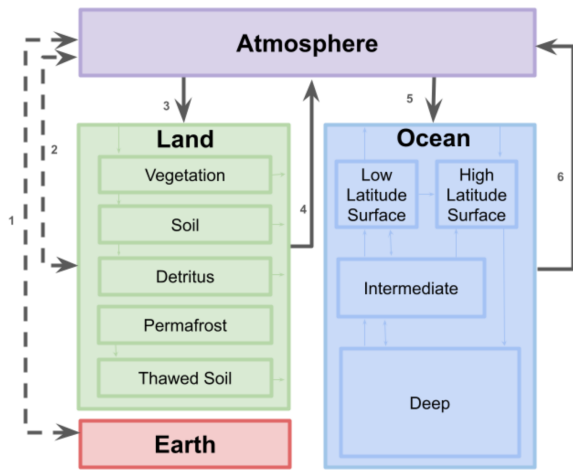 Atmosphere
1
2
3
4
5
6
Land
Vegetation
Soil
Detritus
Permafrost
Thawed Soil
Earth
Ocean
Low
Latitude
Surface
High
Latitude
Surface
Intermediate
Deep